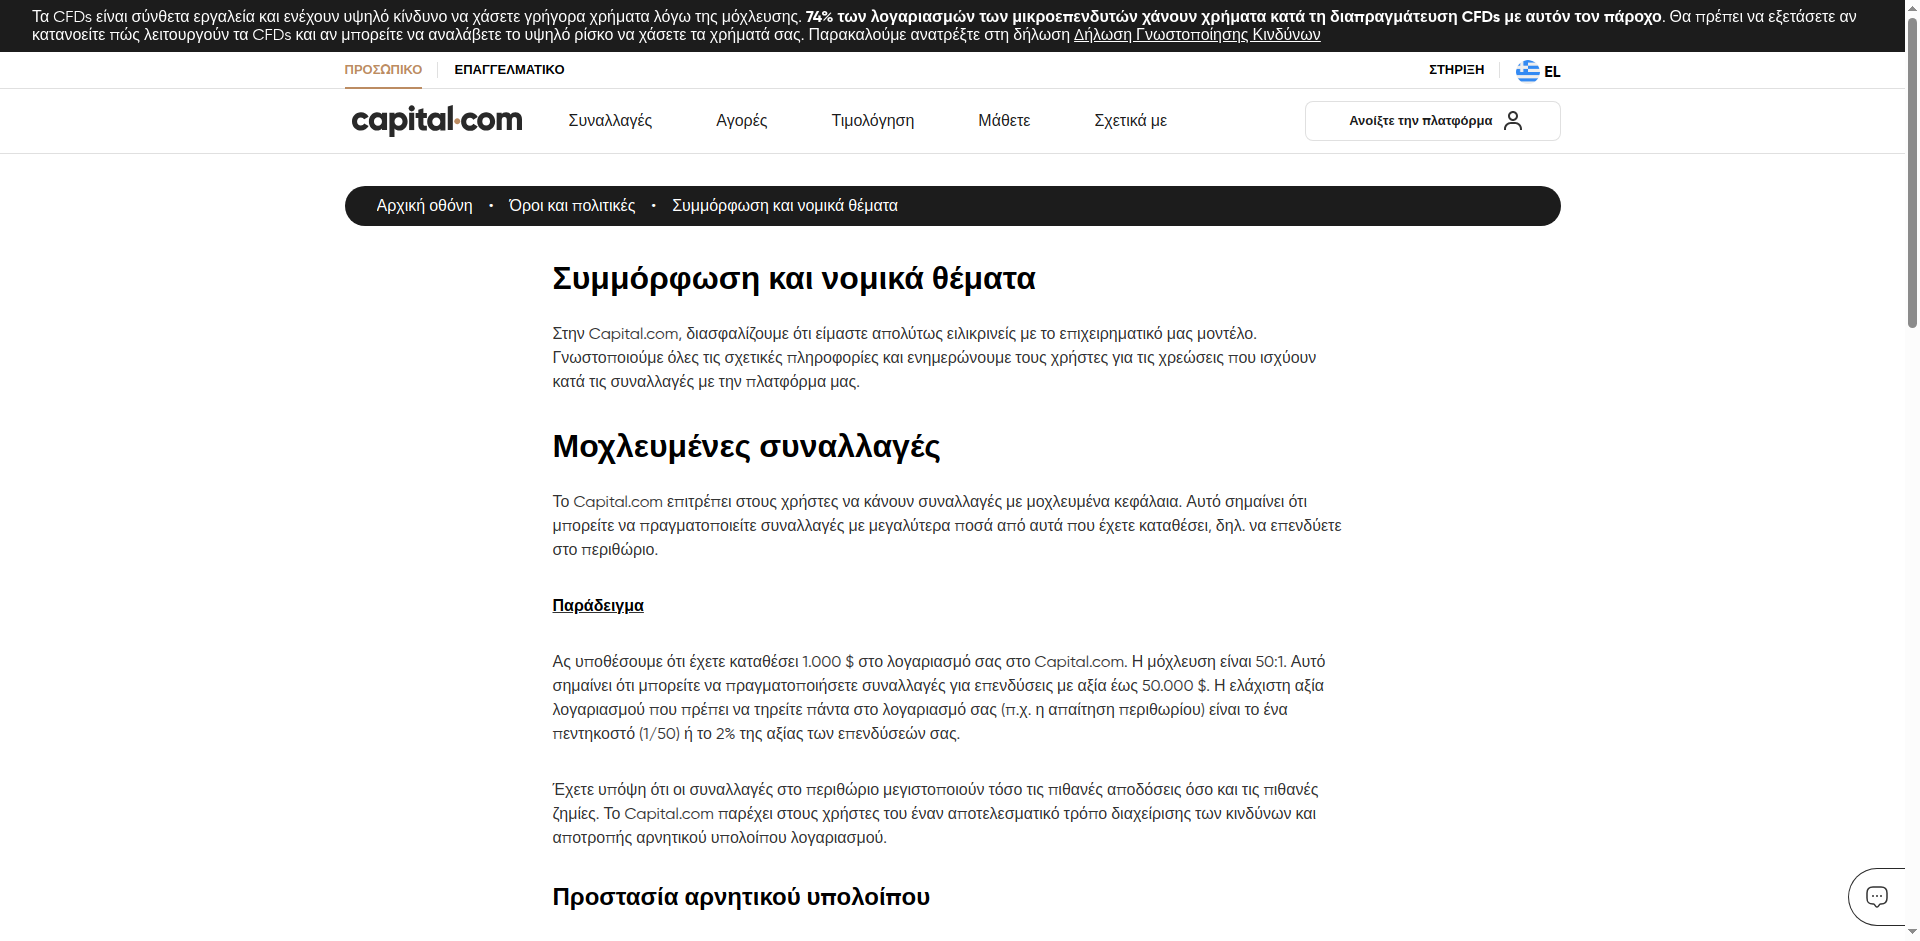 Τα CFDs είναι σύνθετα εργαλεία και ενέχουν υψηλό κίνδυνο να χάσετε γρήγορα χρήματα λόγω της μόχλευσης. 74% των λογαριασμών των μικροεπενδυτών χάνουν χρήματα κατά τη διαπραγμάτευση CFDs με αυτόν τον πάροχο. Θα πρέπει να εξετάσετε αν
κατανοείτε πώς λειτουργούν τα CFDs και αν μπορείτε να αναλάβετε το υψηλό ρίσκο να χάσετε τα χρήματά σας. Παρακαλούμε ανατρέξτε στη δήλωση Δήλωση Γνωστοποίησης Κινδύνων
ΠΡΟΣΩΠΙΚΟ ΕΠΑΓΓΕΛΜΑΤΙΚΟ ΣΤΗΡΙΞΗ EL
capital.com Συναλλαγές Αγορές Τιμολόγηση Μάθετε Σχετικά με Ανοίξτε την πλατφόρμα
Αρχική οθόνη • Όροι και πολιτικές • Συμμόρφωση και νομικά θέματα
Συμμόρφωση και νομικά θέματα
Στην Capital.com, διασφαλίζουμε ότι είμαστε απολύτως ειλικρινείς με το επιχειρηματικό μας μοντέλο.
Γνωστοποιούμε όλες τις σχετικές πληροφορίες και ενημερώνουμε τους χρήστες για τις χρεώσεις που ισχύουν
κατά τις συναλλαγές με την πλατφόρμα μας.
Μοχλευμένες συναλλαγές
Το Capital.com επιτρέπει στους χρήστες να κάνουν συναλλαγές με μοχλευμένα κεφάλαια. Αυτό σημαίνει ότι
μπορείτε να πραγματοποιείτε συναλλαγές με μεγαλύτερα ποσά από αυτά που έχετε καταθέσει, δηλ. να επενδύετε
στο περιθώριο.
Παράδειγμα
Ας υποθέσουμε ότι έχετε καταθέσει 1.000 $ στο λογαριασμό σας στο Capital.com. Η μόχλευση είναι 50:1. Αυτό
σημαίνει ότι μπορείτε να πραγματοποιήσετε συναλλαγές για επενδύσεις με αξία έως 50.000 $. Η ελάχιστη αξία
λογαριασμού που πρέπει να τηρείτε πάντα στο λογαριασμό σας (π.χ. η απαίτηση περιθωρίου) είναι το ένα
πεντηκοστό (1/50) ή το 2% της αξίας των επενδύσεών σας.
Έχετε υπόψη ότι οι συναλλαγές στο περιθώριο μεγιστοποιούν τόσο τις πιθανές αποδόσεις όσο και τις πιθανές
ζημίες. Το Capital.com παρέχει στους χρήστες του έναν αποτελεσματικό τρόπο διαχείρισης των κινδύνων και
αποτροπής αρνητικού υπολοίπου λογαριασμού.
Προστασία αρνητικού υπολοίπου